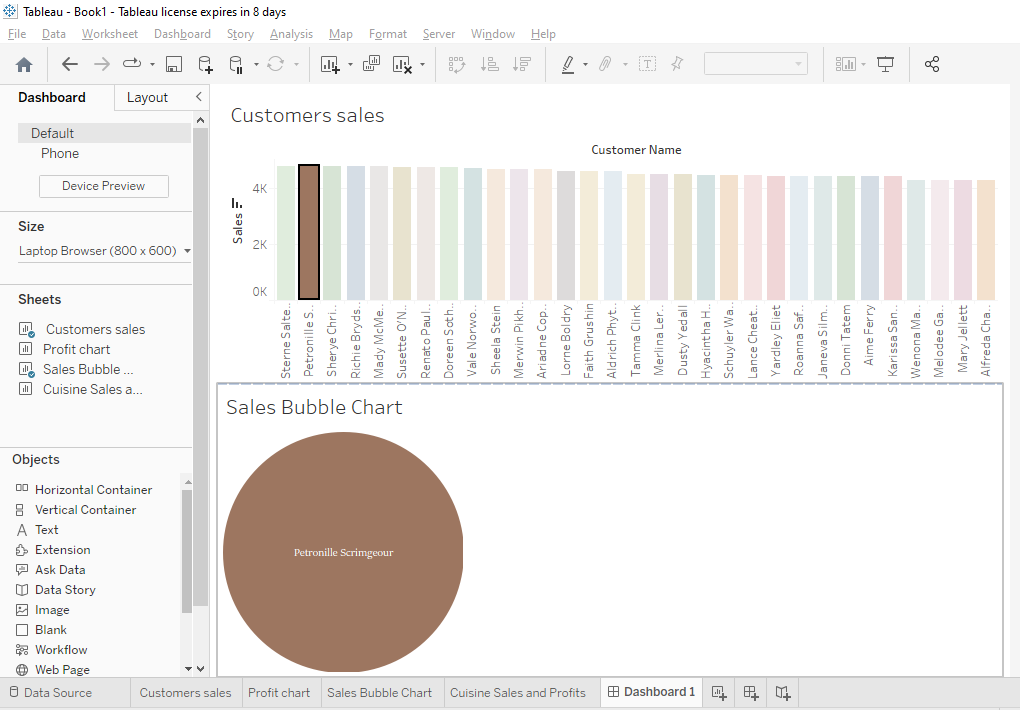 Tableau - Book1 - Tableau license expires in 8 days
File Data Worksheet Dashboard Story Analysis Map Format Server Window Help
Dashboard Layout
Default
Phone
Device Preview
Size
Laptop Browser (800 x 600)
Sheets
Customers sales
Profit chart
Sales Bubble ...
Cuisine Sales a...
Objects
Horizontal Container
Vertical Container
Text
Extension
Ask Data
Data Story
Image
Blank
Workflow
Web Page
Customers sales
Customer Name
Sales
4K
2K
0K
Sterne Salte..
Petronille S..
Sherye Chri..
Richie Bryds..
Mady McMe..
Susette O'N..
Renato Paul..
Doreen Soth..
Vale Norwo..
Sheela Stein
Merwin Pikh..
Ariadne Cop..
Lorne Boldry
Faith Grushin
Aldrich Phyt..
Tamma Clink
Merlina Ler..
Dusty Yedall
Hyacintha H..
Schuyler Wa..
Lance Cheat..
Yardley Eliet
Roanna Saf..
Janeva Silm..
Donni Tatem
Aime Ferry
Karissa San..
Wenona Ma..
Melodee Ga..
Mary Jellett
Alfreda Cha..
Sales Bubble Chart
Petronille Scrimgeour
Data Source Customers sales Profit chart Sales Bubble Chart Cuisine Sales and Profits Dashboard 1